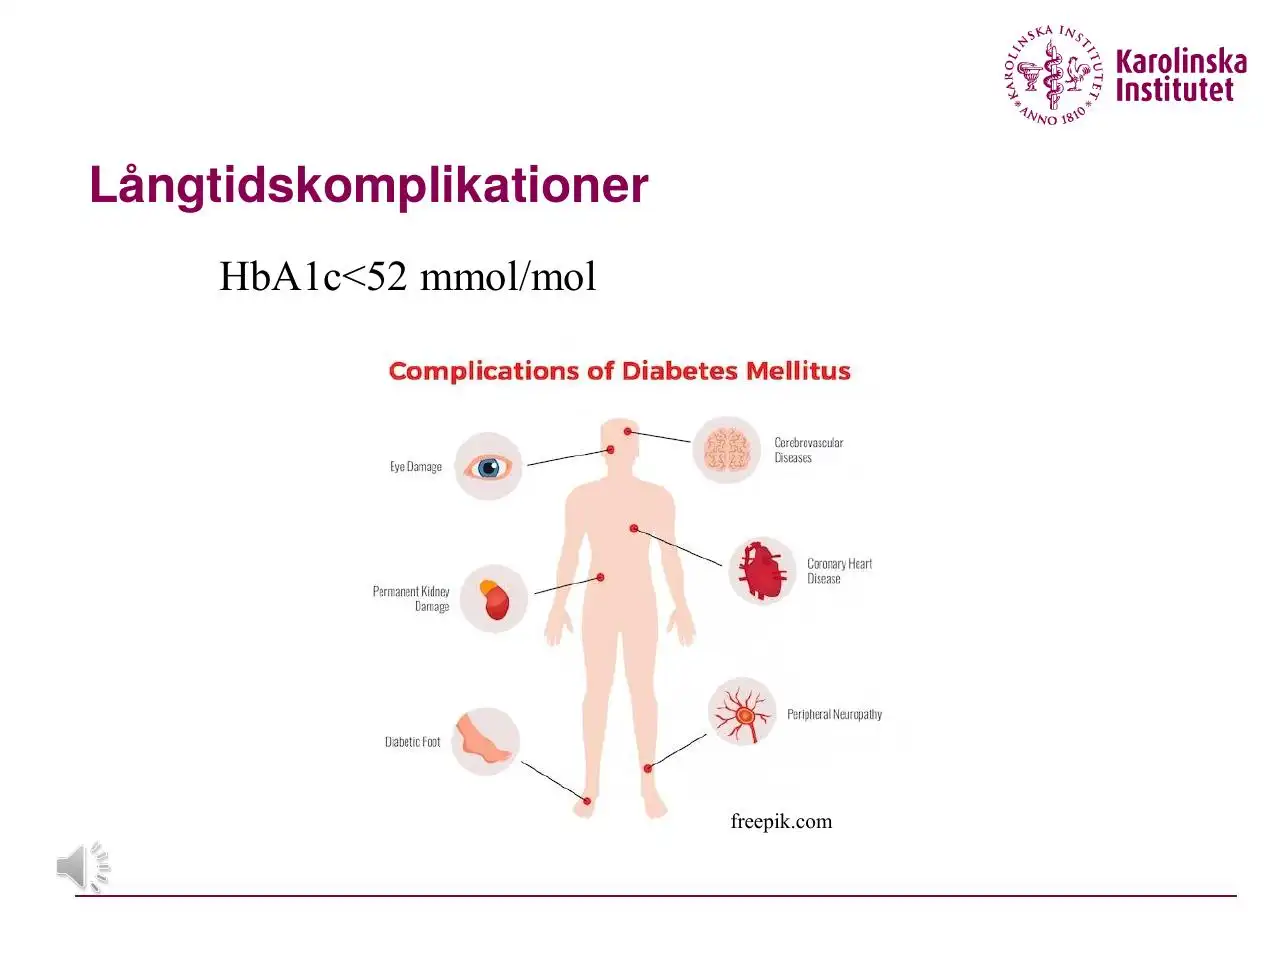 KAROLINSKA INSTITUTET
ANNO 1810
Karolinska
Institutet
Långtidskomplikationer
HbA1c<52 mmol/mol
Complications of Diabetes Mellitus
Eye Damage
Cerebrovascular
Diseases
Permanent Kidney
Damage
Coronary Heart
Disease
Diabetic Foot
Peripheral Neuropathy
freepik.com